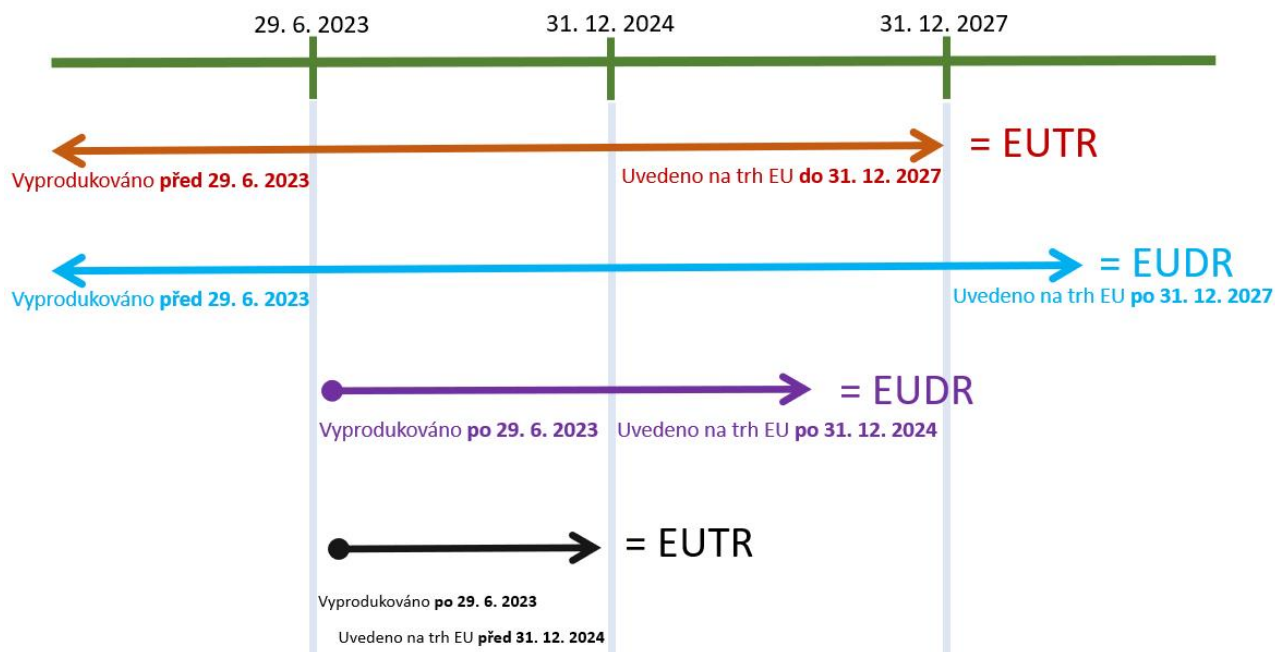 29. 6. 2023
31. 12. 2024
31. 12. 2027
= EUTR
Vyprodukováno před 29. 6. 2023
Uvedeno na trh EU do 31. 12. 2027
= EUDR
Vyprodukováno před 29. 6. 2023
Uvedeno na trh EU po 31. 12. 2027
= EUDR
Vyprodukováno po 29. 6. 2023
Uvedeno na trh EU po 31. 12. 2024
= EUTR
Vyprodukováno po 29. 6. 2023
Uvedeno na trh EU před 31. 12. 2024